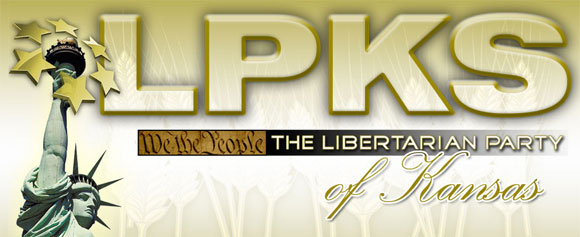 LPKS
We the People THE LIBERTARIAN PARTY
of Kansas